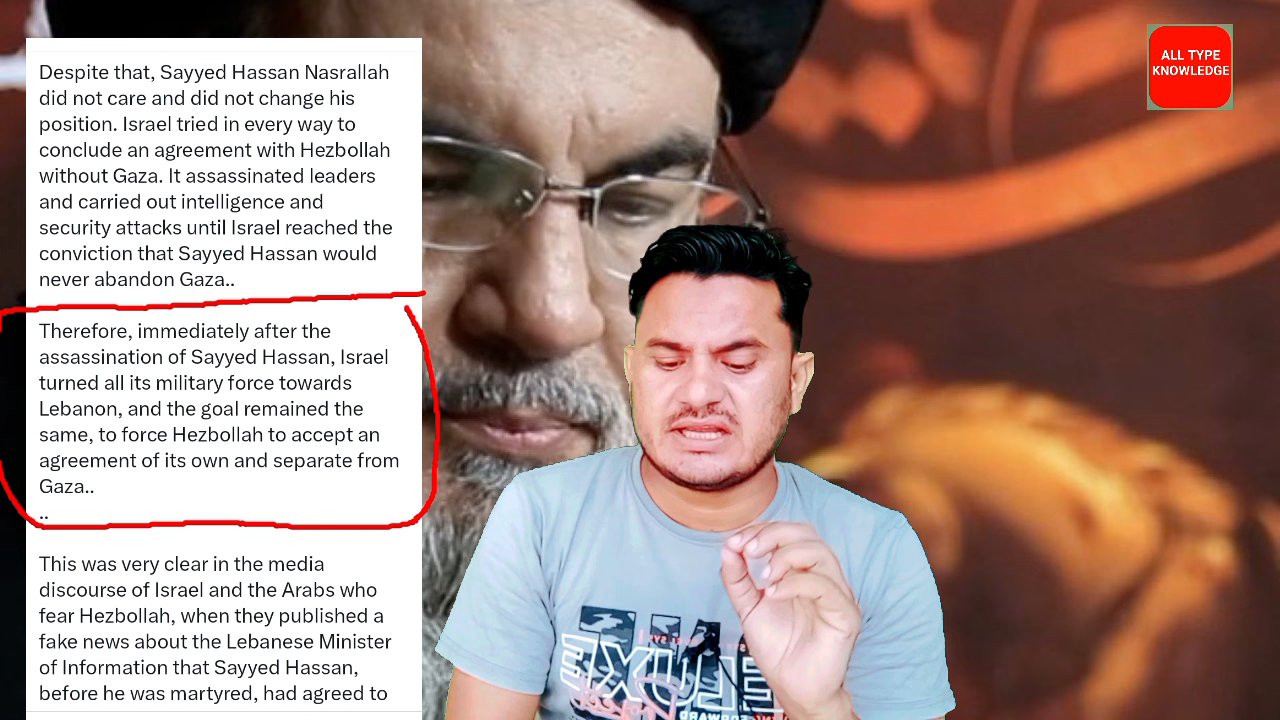 Despite that, Sayyed Hassan Nasrallah
did not care and did not change his
position. Israel tried in every way to
conclude an agreement with Hezbollah
without Gaza. It assassinated leaders
and carried out intelligence and
security attacks until Israel reached the
conviction that Sayyed Hassan would
never abandon Gaza..
Therefore, immediately after the
assassination of Sayyed Hassan, Israel
turned all its military force towards
Lebanon, and the goal remained the
same, to force Hezbollah to accept an
agreement of its own and separate from
Gaza..
..
This was very clear in the media
discourse of Israel and the Arabs who
fear Hezbollah, when they published a
fake news about the Lebanese Minister
of Information that Sayyed Hassan,
before he was martyred, had agreed to
ALL TYPE
KNOWLEDGE